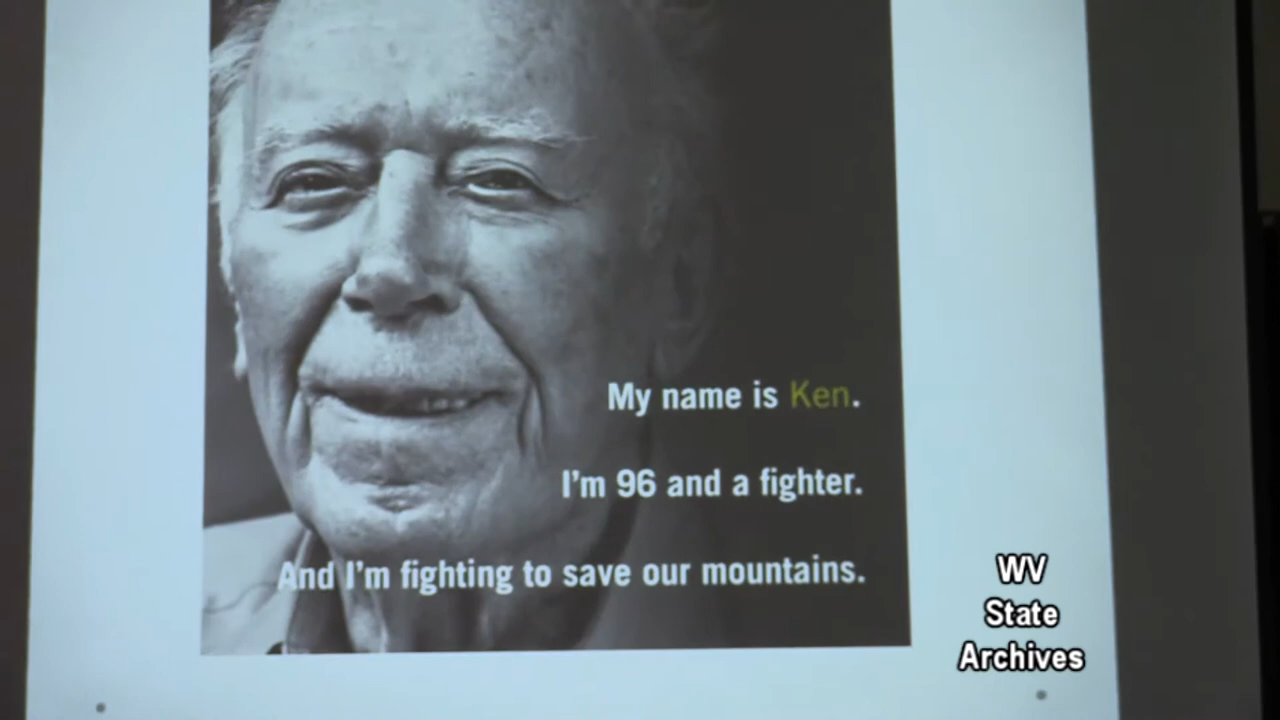 My name is Ken.
I'm 96 and a fighter.
And I'm fighting to save our mountains.
WV
State
Archives